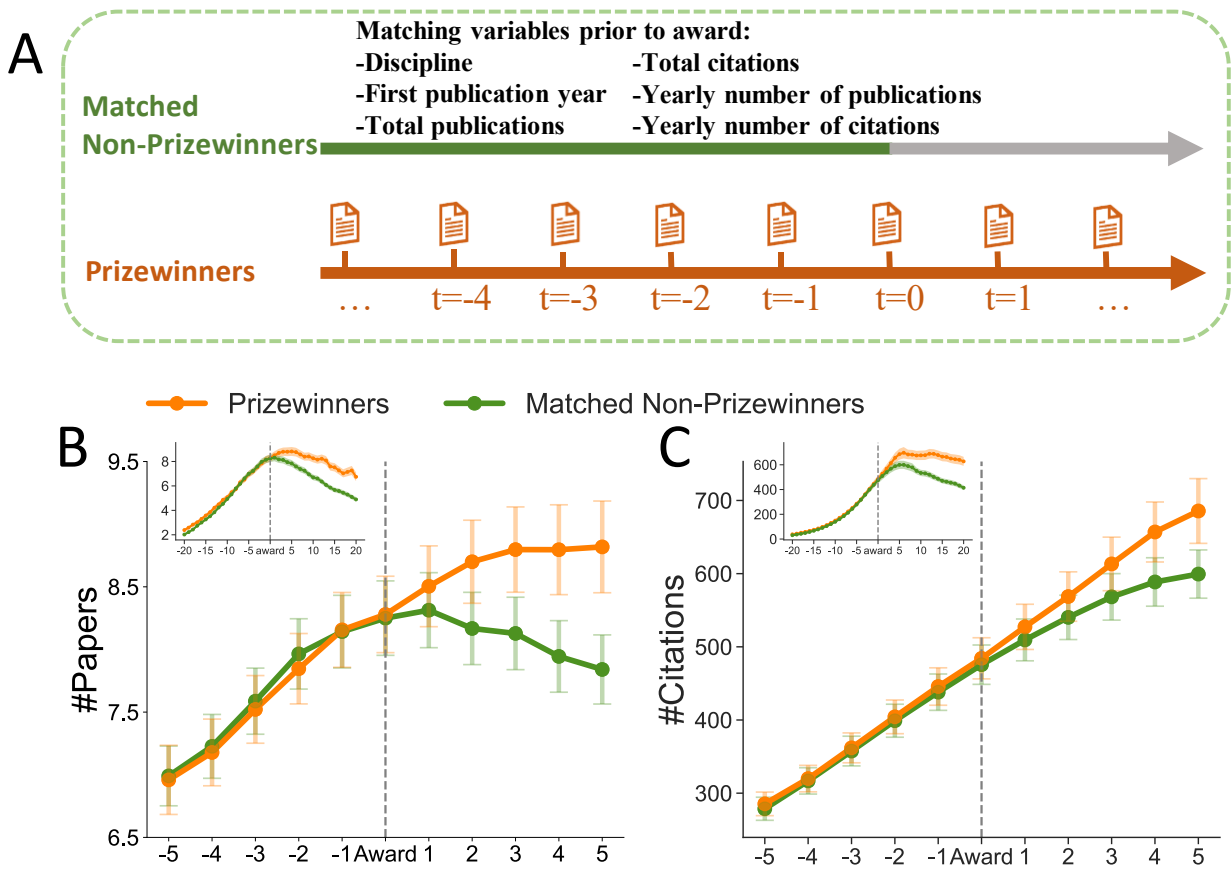 A
Matching variables prior to award:
-Discipline -Total citations
-First publication year -Yearly number of publications
-Total publications -Yearly number of citations
Matched
Non-Prizewinners
Prizewinners
… t=-4 t=-3 t=-2 t=-1 t=0 t=1 …
Prizewinners Matched Non-Prizewinners
B
#Papers
9.5
8.5
7.5
6.5
-5 -4 -3 -2 -1 Award 1 2 3 4 5
8
6
4
2
-20 -15 -10 -5 award 5 10 15 20
C
#Citations
700
600
500
400
300
-5 -4 -3 -2 -1 Award 1 2 3 4 5
600
400
200
0
-20 -15 -10 -5 award 5 10 15 20